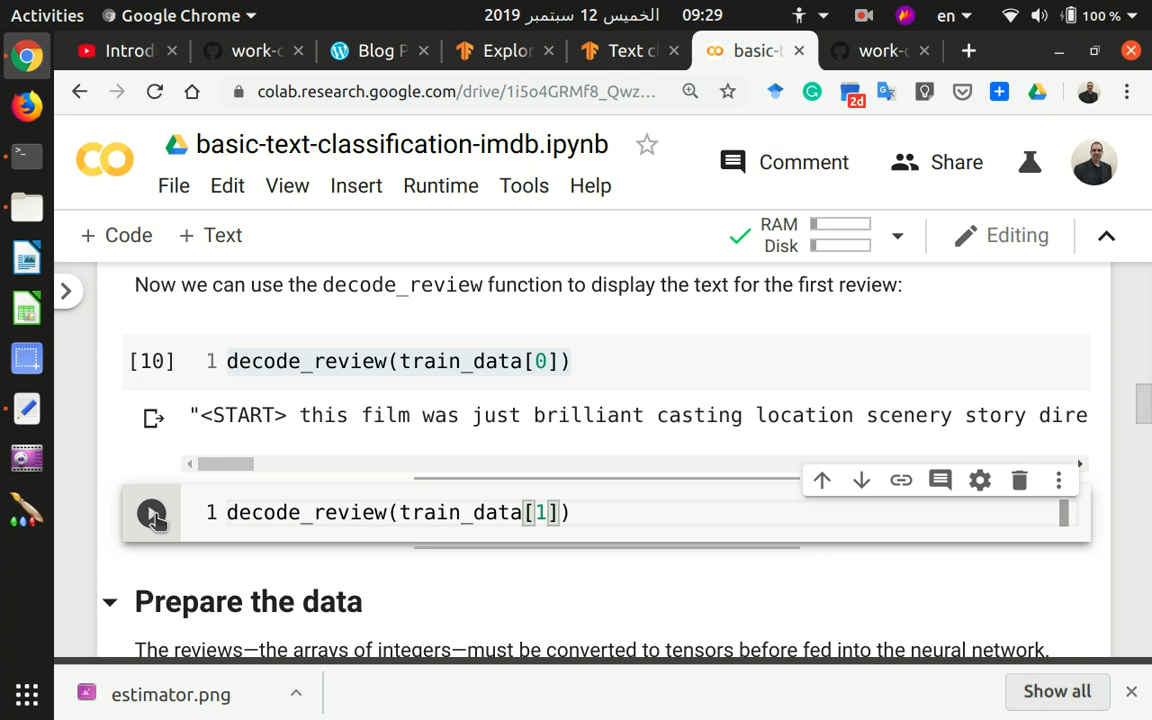 Activities Google Chrome 2019 الخميس 12 سبتمبر 09:29 en 100 %
Introd work-c Blog P Explor Text cl basic-t work-c
colab.research.google.com/drive/1i5o4GRMf8_Qwz... 2d
basic-text-classification-imdb.ipynb
Comment Share
File Edit View Insert Runtime Tools Help
+ Code + Text RAM Disk Editing
Now we can use the decode_review function to display the text for the first review:
[10] 1 decode_review(train_data[0])
"<START> this film was just brilliant casting location scenery story dire
1 decode_review(train_data[1])
Prepare the data
The reviews—the arrays of integers—must be converted to tensors before fed into the neural network.
estimator.png Show all